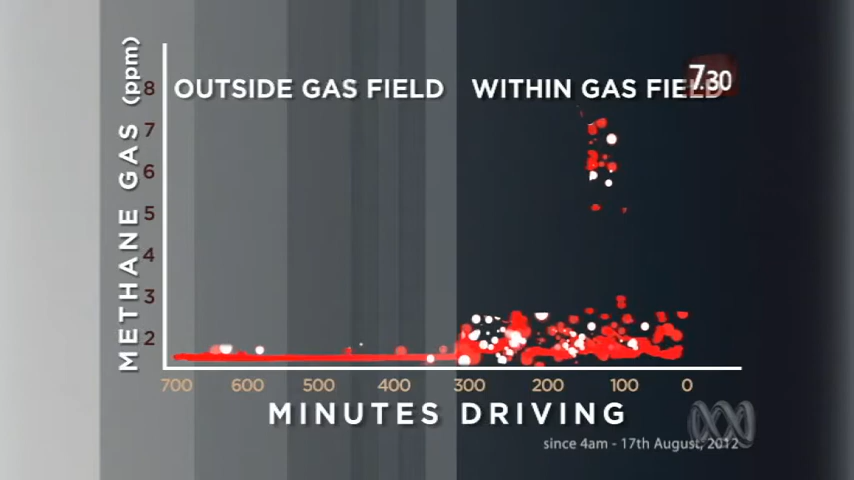 7.30
OUTSIDE GAS FIELD
WITHIN GAS FIELD
METHANE GAS (ppm)
8
7
6
5
4
3
2
700 600 500 400 300 200 100 0
MINUTES DRIVING
since 4am - 17th August, 2012